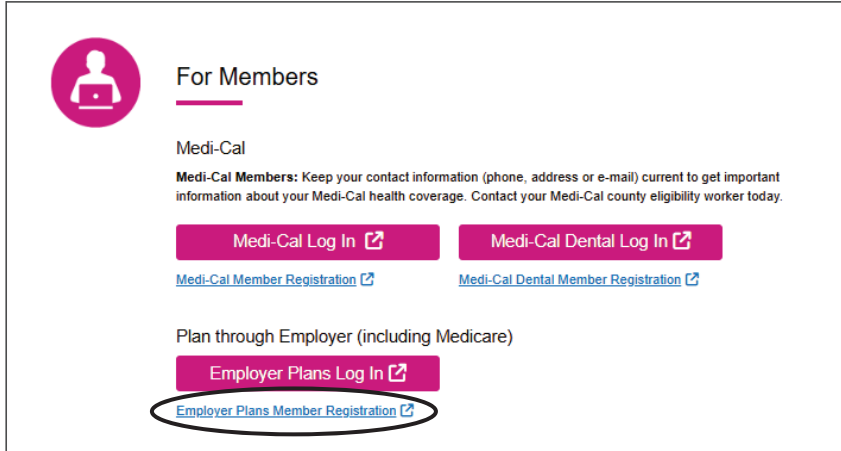 For Members
Medi-Cal
Medi-Cal Members: Keep your contact information (phone, address or e-mail) current to get important
information about your Medi-Cal health coverage. Contact your Medi-Cal county eligibility worker today.
Medi-Cal Log In
Medi-Cal Dental Log In
Medi-Cal Member Registration
Medi-Cal Dental Member Registration
Plan through Employer (including Medicare)
Employer Plans Log In
Employer Plans Member Registration